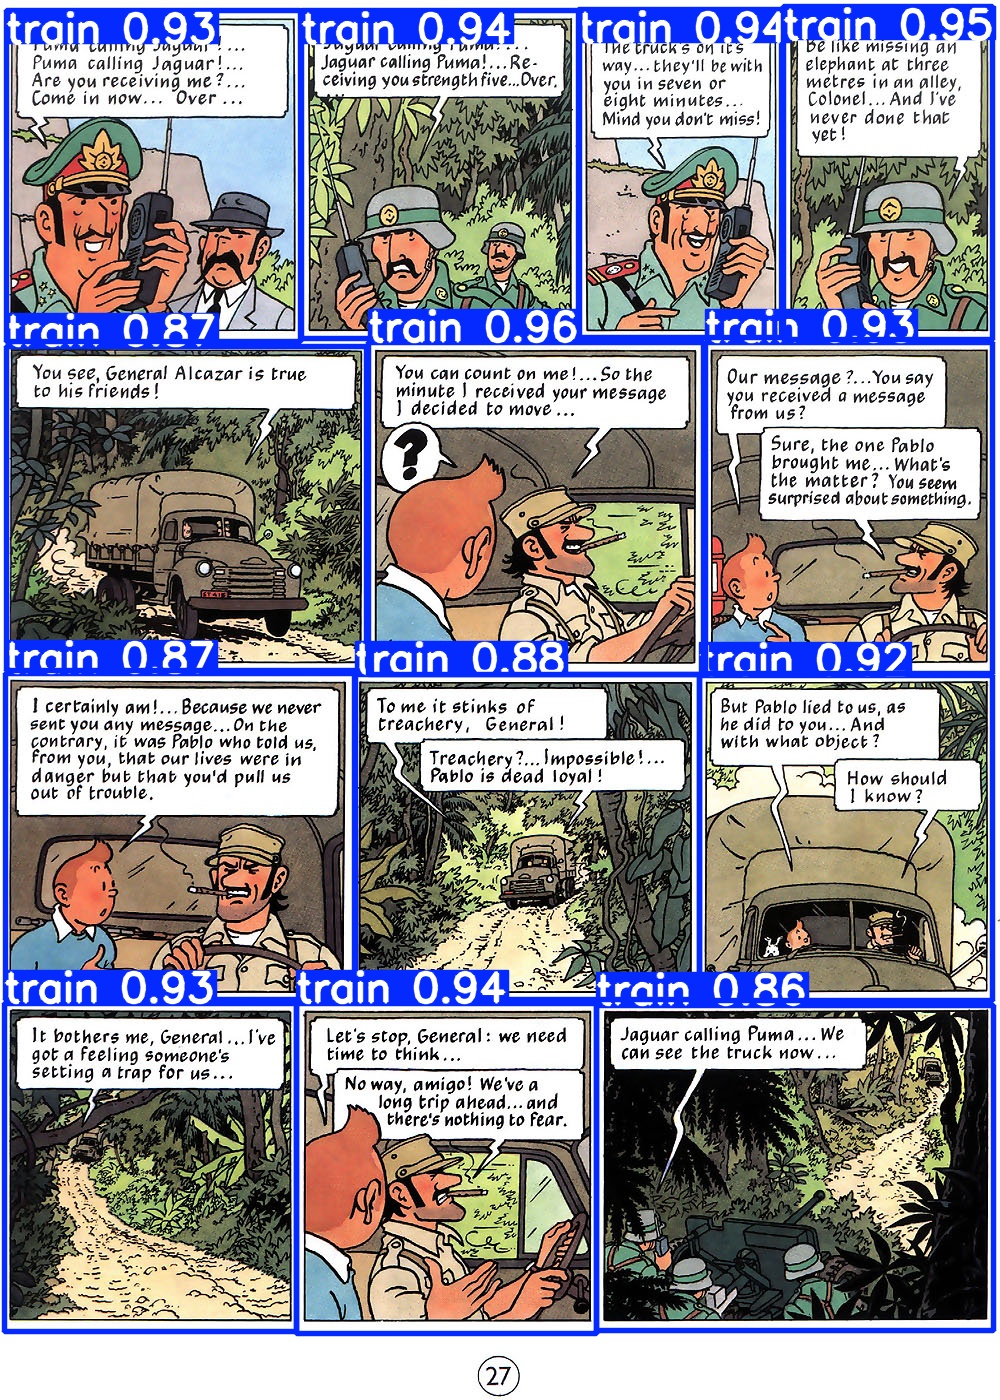 train 0.93
train 0.94
train 0.94
train 0.95
Puma calling Jaguar!...
Puma calling Jaguar!...
Are you receiving me?...
Come in now... Over ...
Jaguar calling Puma!...
Jaguar calling Puma!...Re-
ceiving you strength five...Over.
...
The truck's on its
way...they'll be with
you in seven or
eight minutes...
Mind you don't miss!
be like missing an
elephant at three
metres in an alley,
Colonel... And I've
never done that
yet!
train 0.87
train 0.96
train 0.93
You see, General Alcazar is true
to his friends!
ST.418
You can count on me!...So the
minute I received your message
I decided to move...
?
Our message?...You say
you received a message
from us?
Sure, the one Pablo
brought me... What's
the matter? You seem
surprised about something.
train 0.87
train 0.88
train 0.92
I certainly am!... Because we never
sent you any message...On the
contrary, it was Pablo who told us,
from you, that our lives were in
danger but that you'd pull us
out of trouble.
To me it stinks of
treachery, General!
Treachery?...Impossible!...
Pablo is dead loyal!
But Pablo lied to us, as
he did to you... And
with what object?
How should
I know?
train 0.93
train 0.94
train 0.86
It bothers me, General...I've
got a feeling someone's
setting a trap for us...
Let's stop, General: we need
time to think...
No way, amigo! We've a
long trip ahead...and
there's nothing to fear.
Jaguar calling Puma...We
can see the truck now...
27